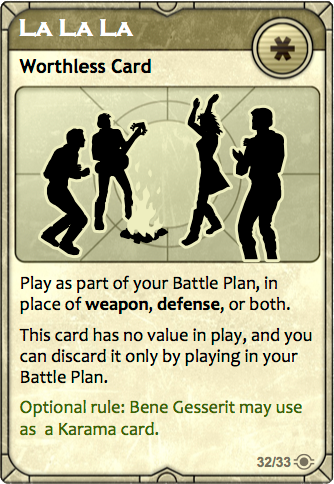 La La La
Worthless Card
Play as part of your Battle Plan, in
place of weapon, defense, or both.
This card has no value in play, and you
can discard it only by playing in your
Battle Plan.
Optional rule: Bene Gesserit may use
as a Karama card.
32/33